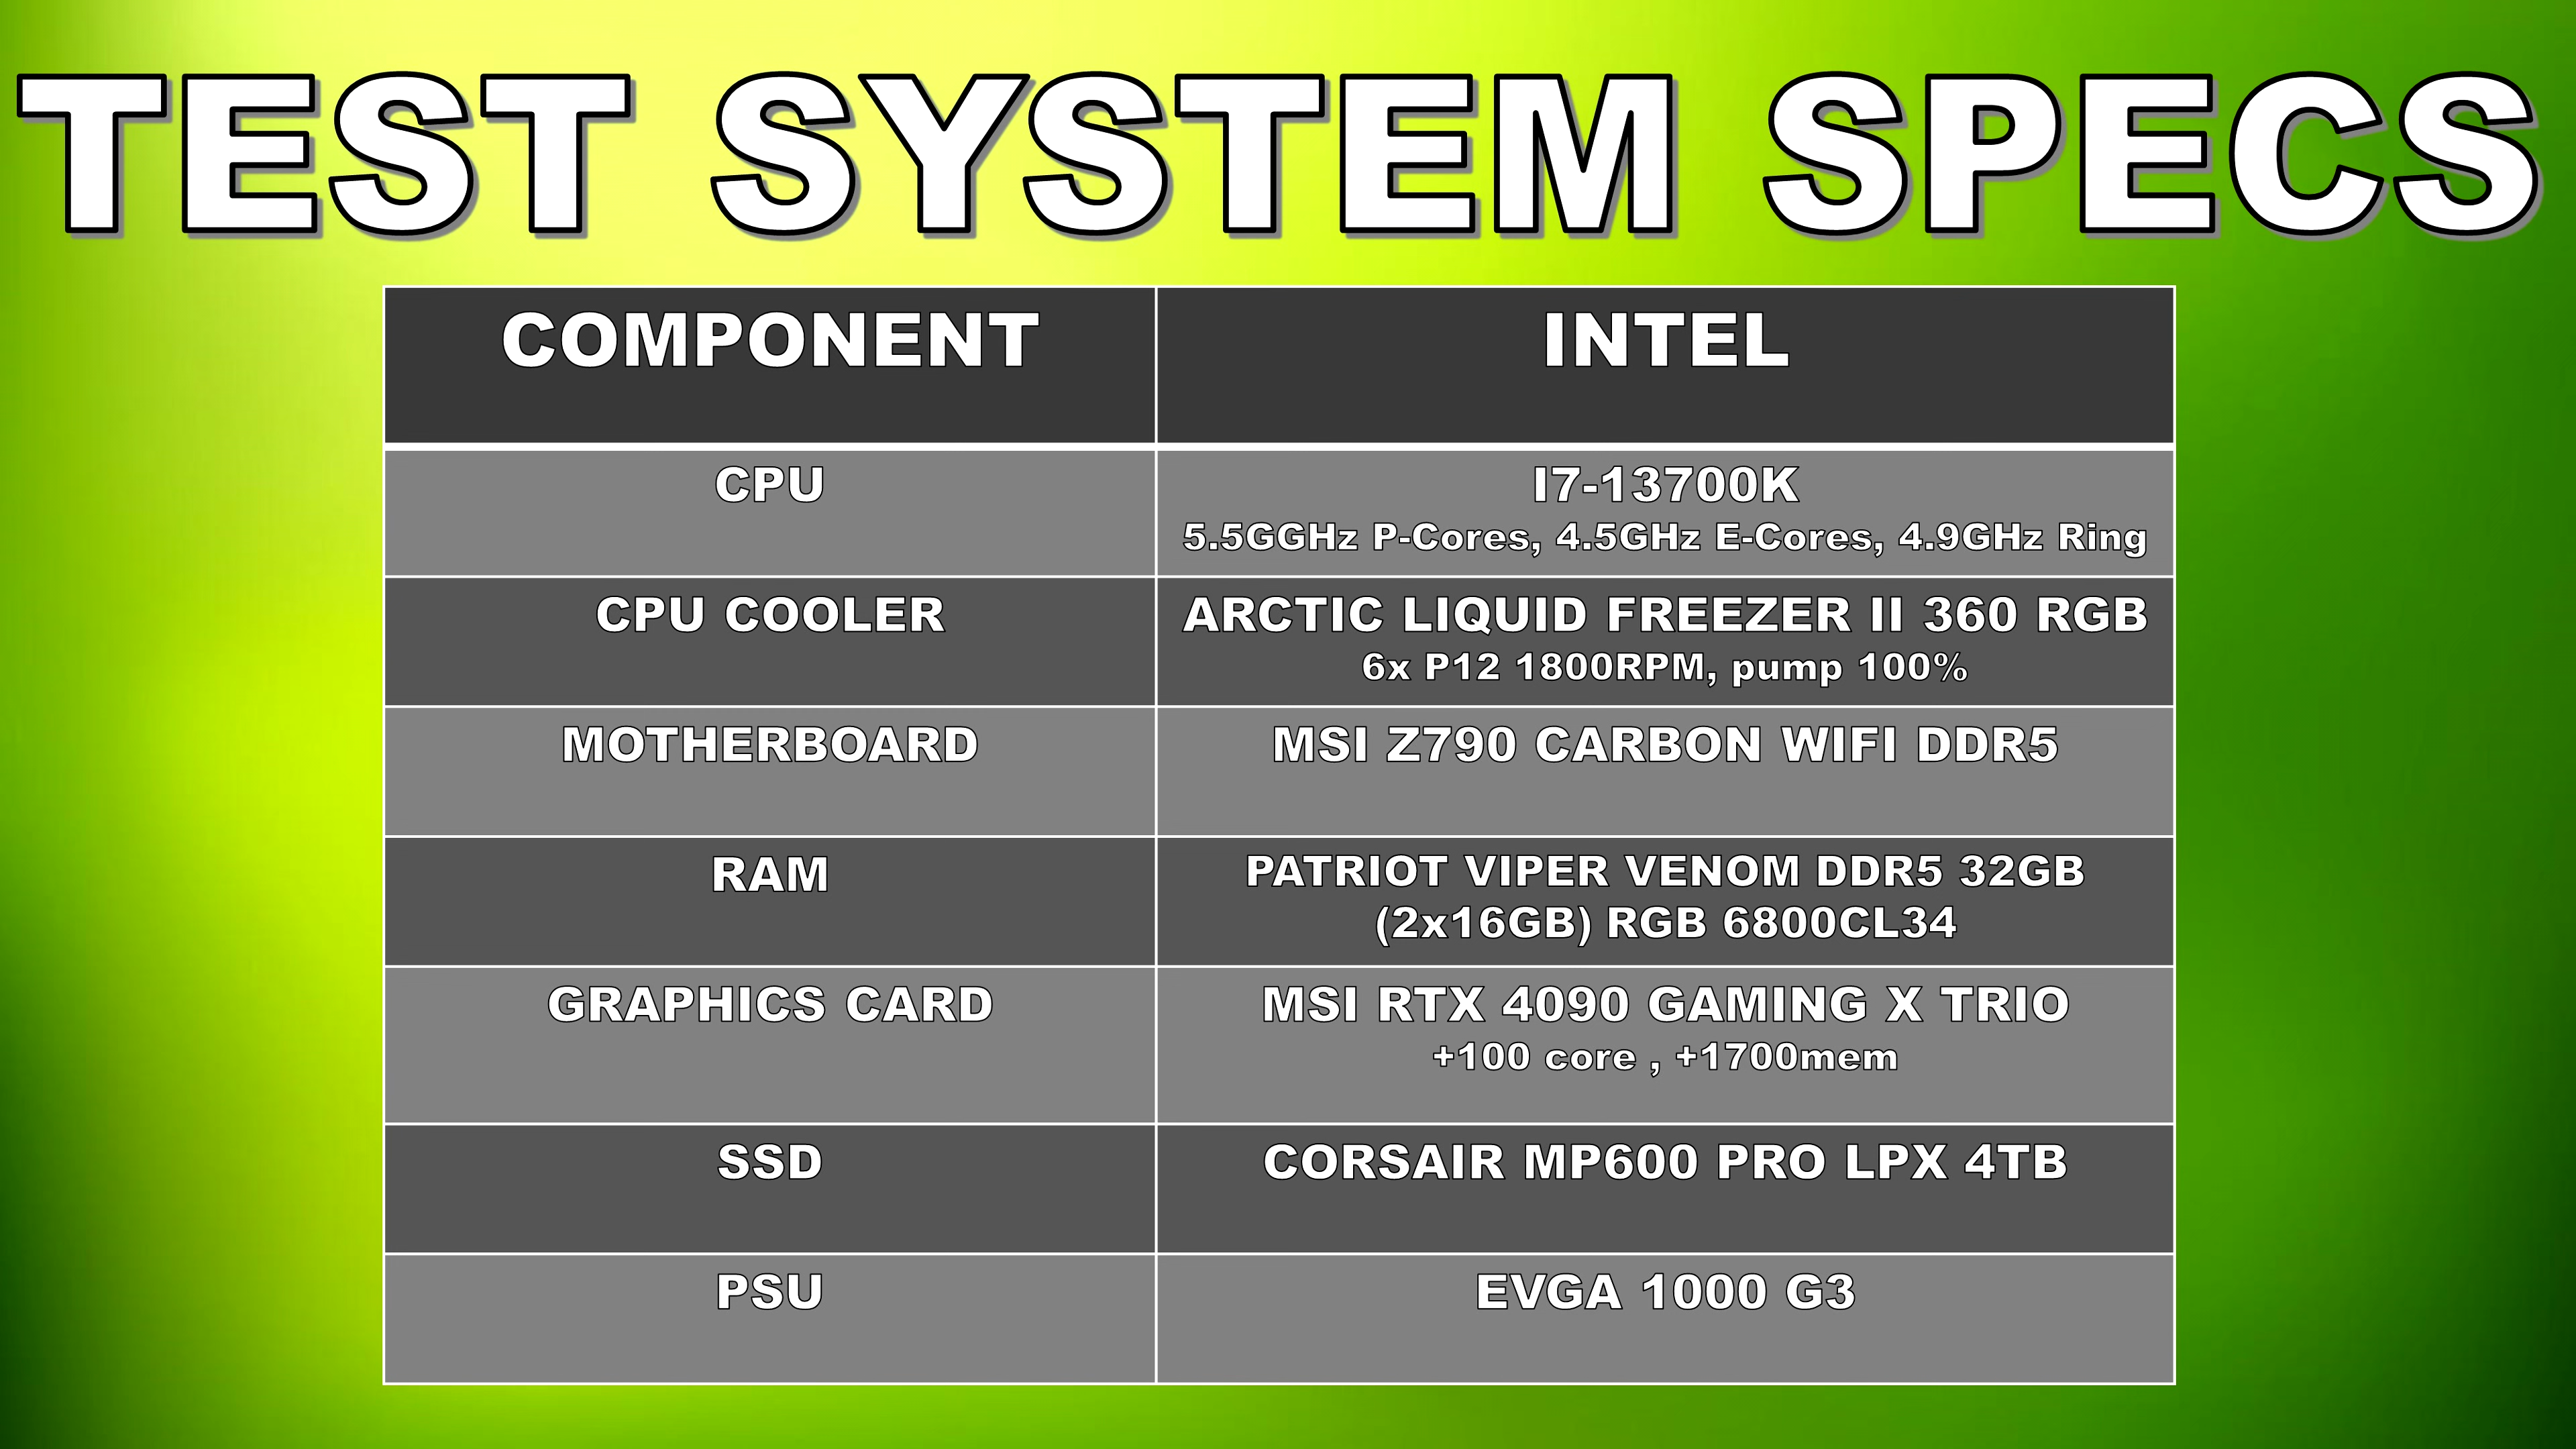 TEST SYSTEM SPECS
COMPONENT
INTEL
CPU
I7-13700K
5.5GGHz P-Cores, 4.5GHz E-Cores, 4.9GHz Ring
CPU COOLER
ARCTIC LIQUID FREEZER II 360 RGB
6x P12 1800RPM, pump 100%
MOTHERBOARD
MSI Z790 CARBON WIFI DDR5
RAM
PATRIOT VIPER VENOM DDR5 32GB
(2x16GB) RGB 6800CL34
GRAPHICS CARD
MSI RTX 4090 GAMING X TRIO
+100 core , +1700mem
SSD
CORSAIR MP600 PRO LPX 4TB
PSU
EVGA 1000 G3